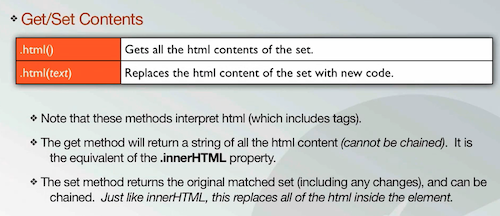 ❖ Get/Set Contents
.html() Gets all the html contents of the set.
.html(text) Replaces the html content of the set with new code.
❖ Note that these methods interpret html (which includes tags).
❖ The get method will return a string of all the html content (cannot be chained). It is
the equivalent of the .innerHTML property.
❖ The set method returns the original matched set (including any changes), and can be
chained. Just like innerHTML, this replaces all of the html inside the element.